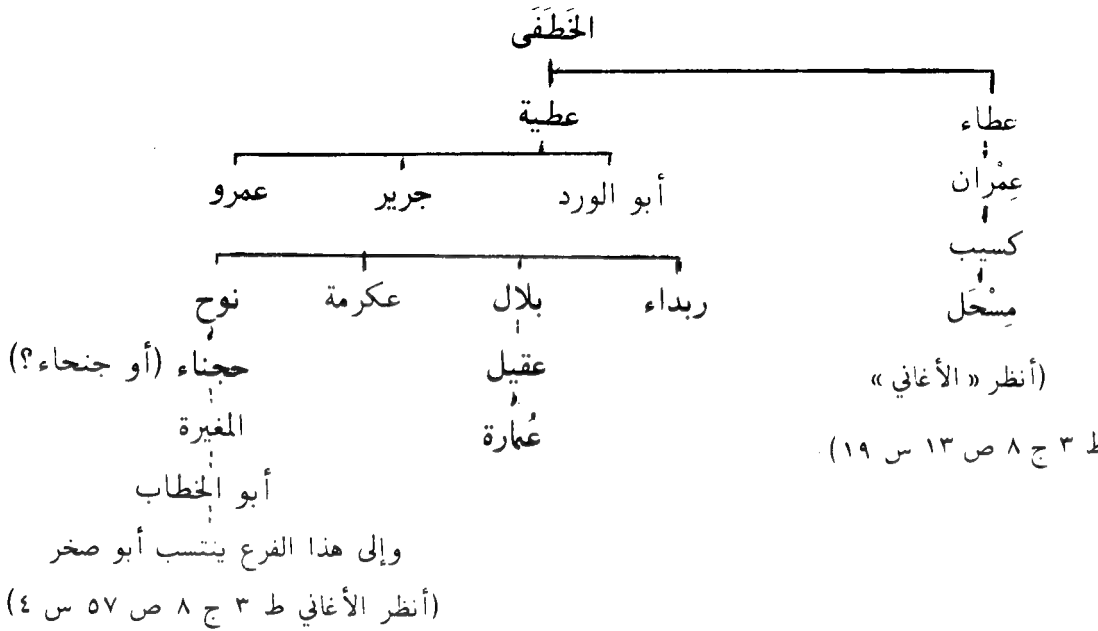 الخَطَفَى
عطاء
عطية
عِمْران
أبو الورد جرير عمرو
كسيب
ربداء بلال عكرمة نوح
مِسْحَل
عقيل حجناء (أو جنحاء؟)
(أنظر « الأغاني »
عُمارة المغيرة
ط ٣ ج ٨ ص ١٣ س ١٩)
أبو الخطاب
وإلى هذا الفرع ينتسب أبو صخر
(أنظر الأغاني ط ٣ ج ٨ ص ٥٧ س ٤)